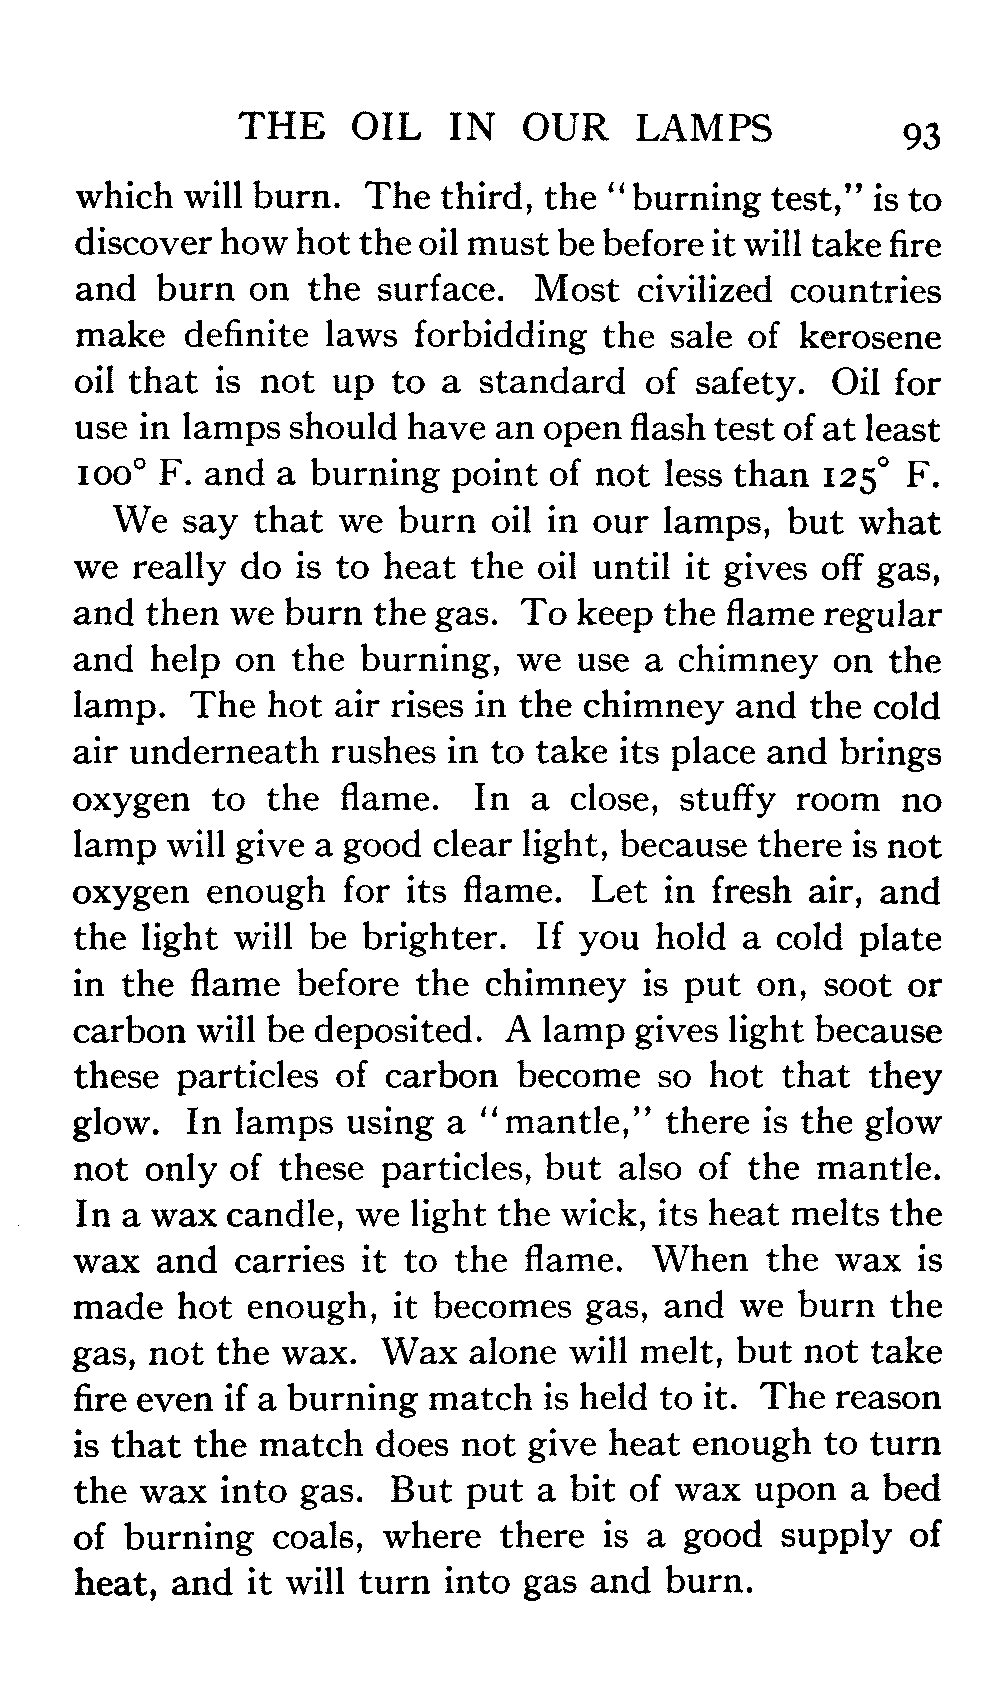 THE OIL IN OUR LAMPS 93
which will burn. The third, the “burning test,” is to
discover how hot the oil must be before it will take fire
and burn on the surface. Most civilized countries
make definite laws forbidding the sale of kerosene
oil that is not up to a standard of safety. Oil for
use in lamps should have an open flash test of at least
100° F. and a burning point of not less than 125° F.
We say that we burn oil in our lamps, but what
we really do is to heat the oil until it gives off gas,
and then we burn the gas. To keep the flame regular
and help on the burning, we use a chimney on the
lamp. The hot air rises in the chimney and the cold
air underneath rushes in to take its place and brings
oxygen to the flame. In a close, stuffy room no
lamp will give a good clear light, because there is not
oxygen enough for its flame. Let in fresh air, and
the light will be brighter. If you hold a cold plate
in the flame before the chimney is put on, soot or
carbon will be deposited. A lamp gives light because
these particles of carbon become so hot that they
glow. In lamps using a “mantle,” there is the glow
not only of these particles, but also of the mantle.
In a wax candle, we light the wick, its heat melts the
wax and carries it to the flame. When the wax is
made hot enough, it becomes gas, and we burn the
gas, not the wax. Wax alone will melt, but not take
fire even if a burning match is held to it. The reason
is that the match does not give heat enough to turn
the wax into gas. But put a bit of wax upon a bed
of burning coals, where there is a good supply of
heat, and it will turn into gas and burn.